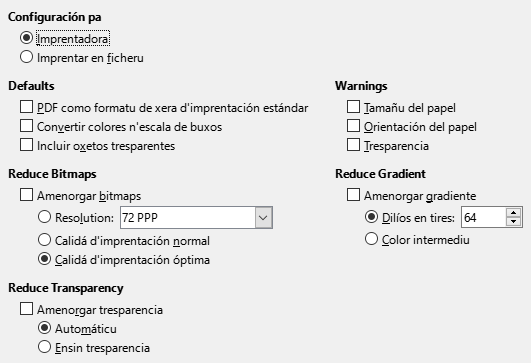 Configuración pa
Imprentadora
Imprentar en ficheru
Defaults
PDF como formatu de xera d'imprentación estándar
Convertir colores n'escala de buxos
Incluir oxetos tresparentes
Warnings
Tamañu del papel
Orientación del papel
Tresparencia
Reduce Bitmaps
Amenorgar bitmaps
Resolution: 72 PPP
Calidá d'imprentación normal
Calidá d'imprentación óptima
Reduce Gradient
Amenorgar gradiente
Dilíos en tires: 64
Color intermediu
Reduce Transparency
Amenorgar tresparencia
Automáticu
Ensin tresparencia